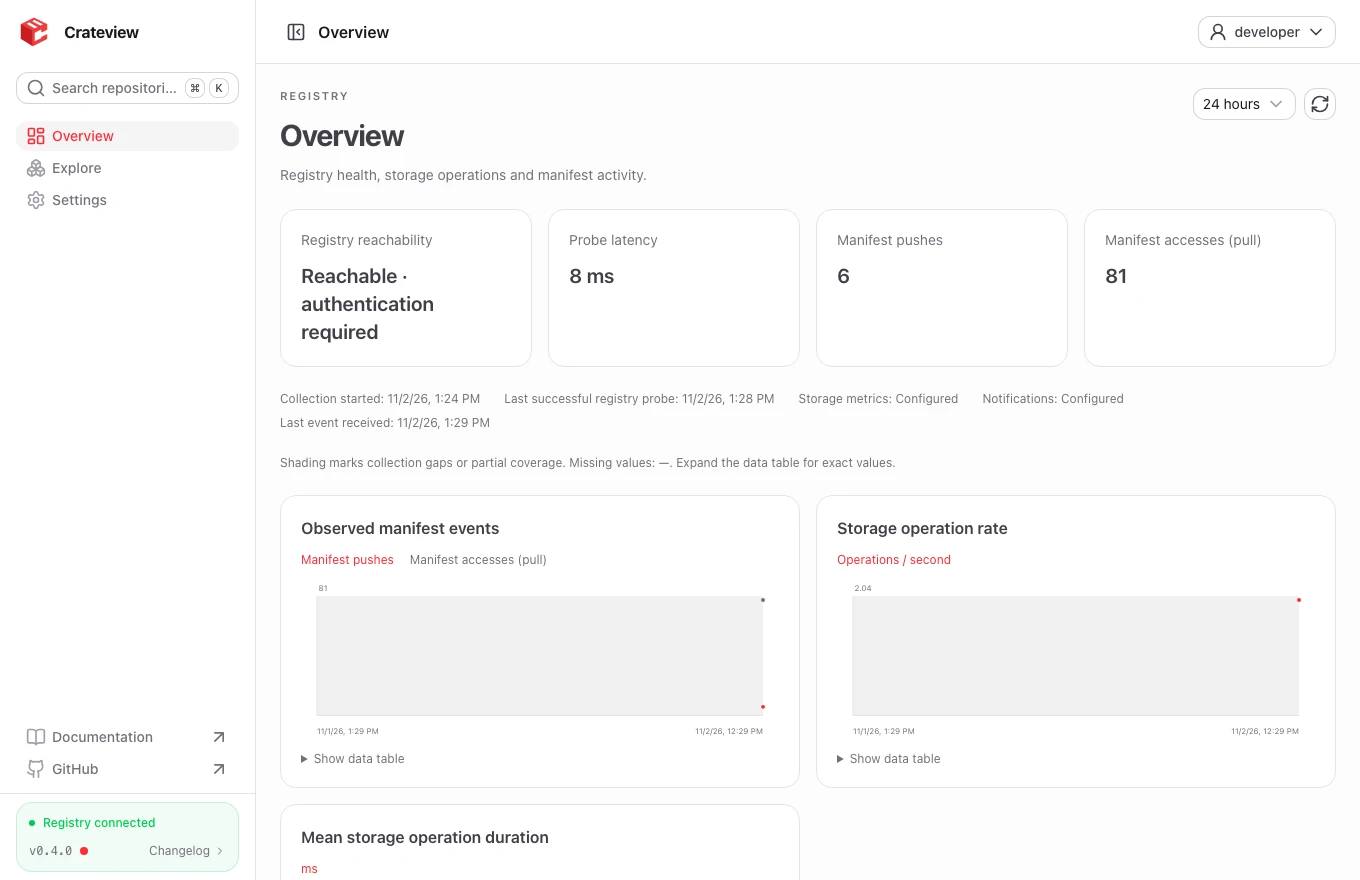 Crateview
Overview
developer
Search repositori...
⌘
K
Overview
Explore
Settings
REGISTRY
24 hours
Overview
Registry health, storage operations and manifest activity.
Registry reachability
Reachable ·
authentication
required
Probe latency
8 ms
Manifest pushes
6
Manifest accesses (pull)
81
Collection started: 11/2/26, 1:24 PM
Last successful registry probe: 11/2/26, 1:28 PM
Storage metrics: Configured
Notifications: Configured
Last event received: 11/2/26, 1:29 PM
Shading marks collection gaps or partial coverage. Missing values: —. Expand the data table for exact values.
Observed manifest events
Manifest pushes
Manifest accesses (pull)
81
11/1/26, 1:29 PM
11/2/26, 12:29 PM
Show data table
Storage operation rate
Operations / second
2.04
11/1/26, 1:29 PM
11/2/26, 12:29 PM
Show data table
Mean storage operation duration
ms
Documentation
GitHub
Registry connected
v0.4.0
Changelog